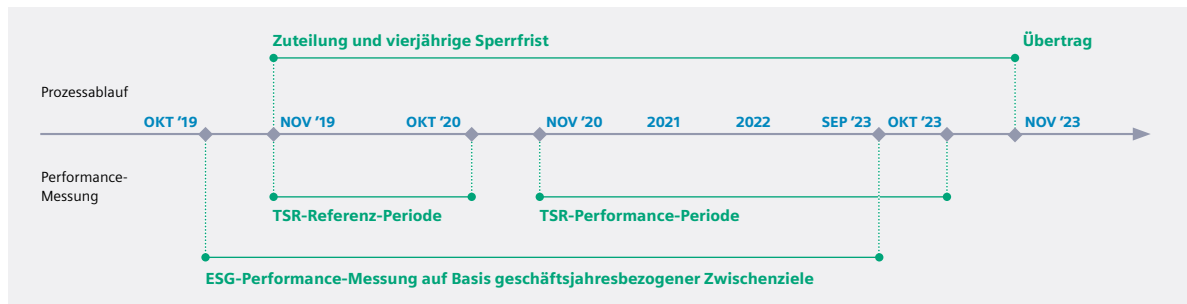 Zuteilung und vierjährige Sperrfrist
Übertrag
Prozessablauf
OKT ’19
NOV ’19
OKT ’20
NOV ’20
2021
2022
SEP ’23
OKT ’23
NOV ’23
Performance-
Messung
TSR-Referenz-Periode
TSR-Performance-Periode
ESG-Performance-Messung auf Basis geschäftsjahresbezogener Zwischenziele